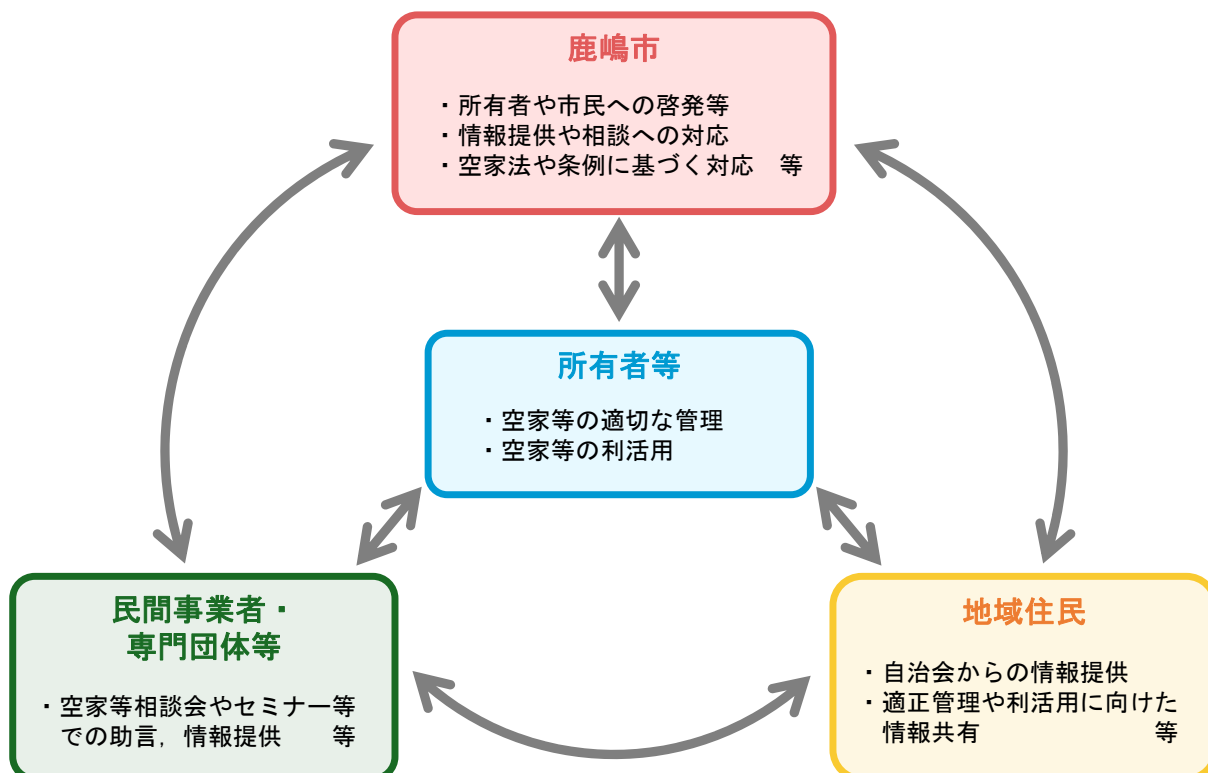 鹿嶋市
・所有者や市民への啓発等
・情報提供や相談への対応
・空家法や条例に基づく対応　等
所有者等
・空家等の適切な管理
・空家等の利活用
民間事業者・
専門団体等
・空家等相談会やセミナー等
での助言，情報提供　　等
地域住民
・自治会からの情報提供
・適正管理や利活用に向けた
情報共有　　　　　　　等